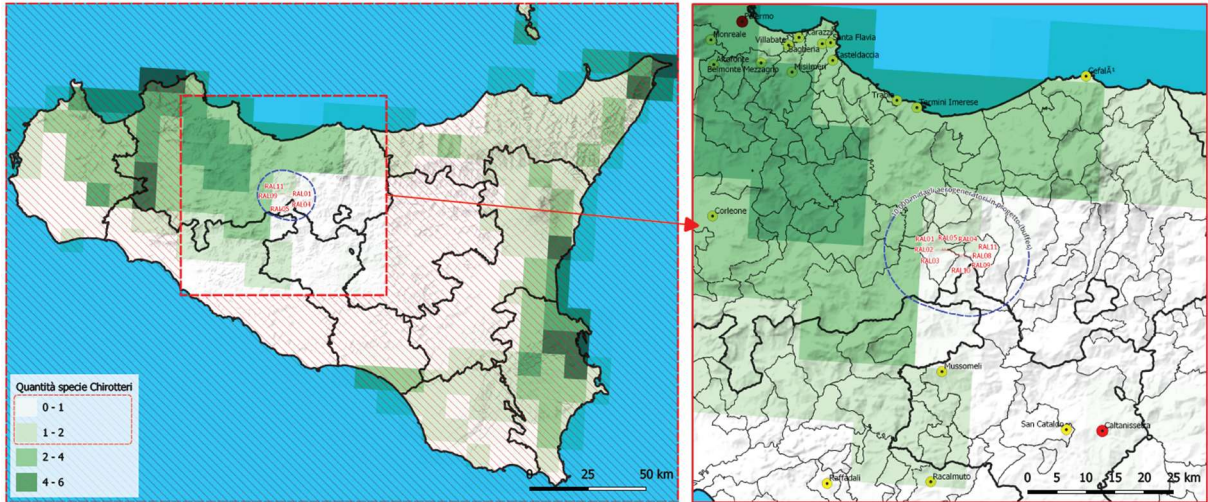 RAL11
RAL09
RAL01
RAL04
RAL05
Quantità specie Chirotteri
0 - 1
1 - 2
2 - 4
4 - 6
0 25 50 km
Palermo
Monreale
Villabate
Bagheria
Santa Flavia
Casteldaccia
Altofonte
Belmonte Mezzagno
Misilmeri
CefalÃ¹
Trabia
Termini Imerese
Corleone
RAL01
RAL05
RAL04
RAL02
RAL11
RAL03
RAL08
RAL09
RAL10
Mussomeli
San Cataldo
Caltanissetta
Raffadali
Racalmuto
0 5 10 15 20 25 km